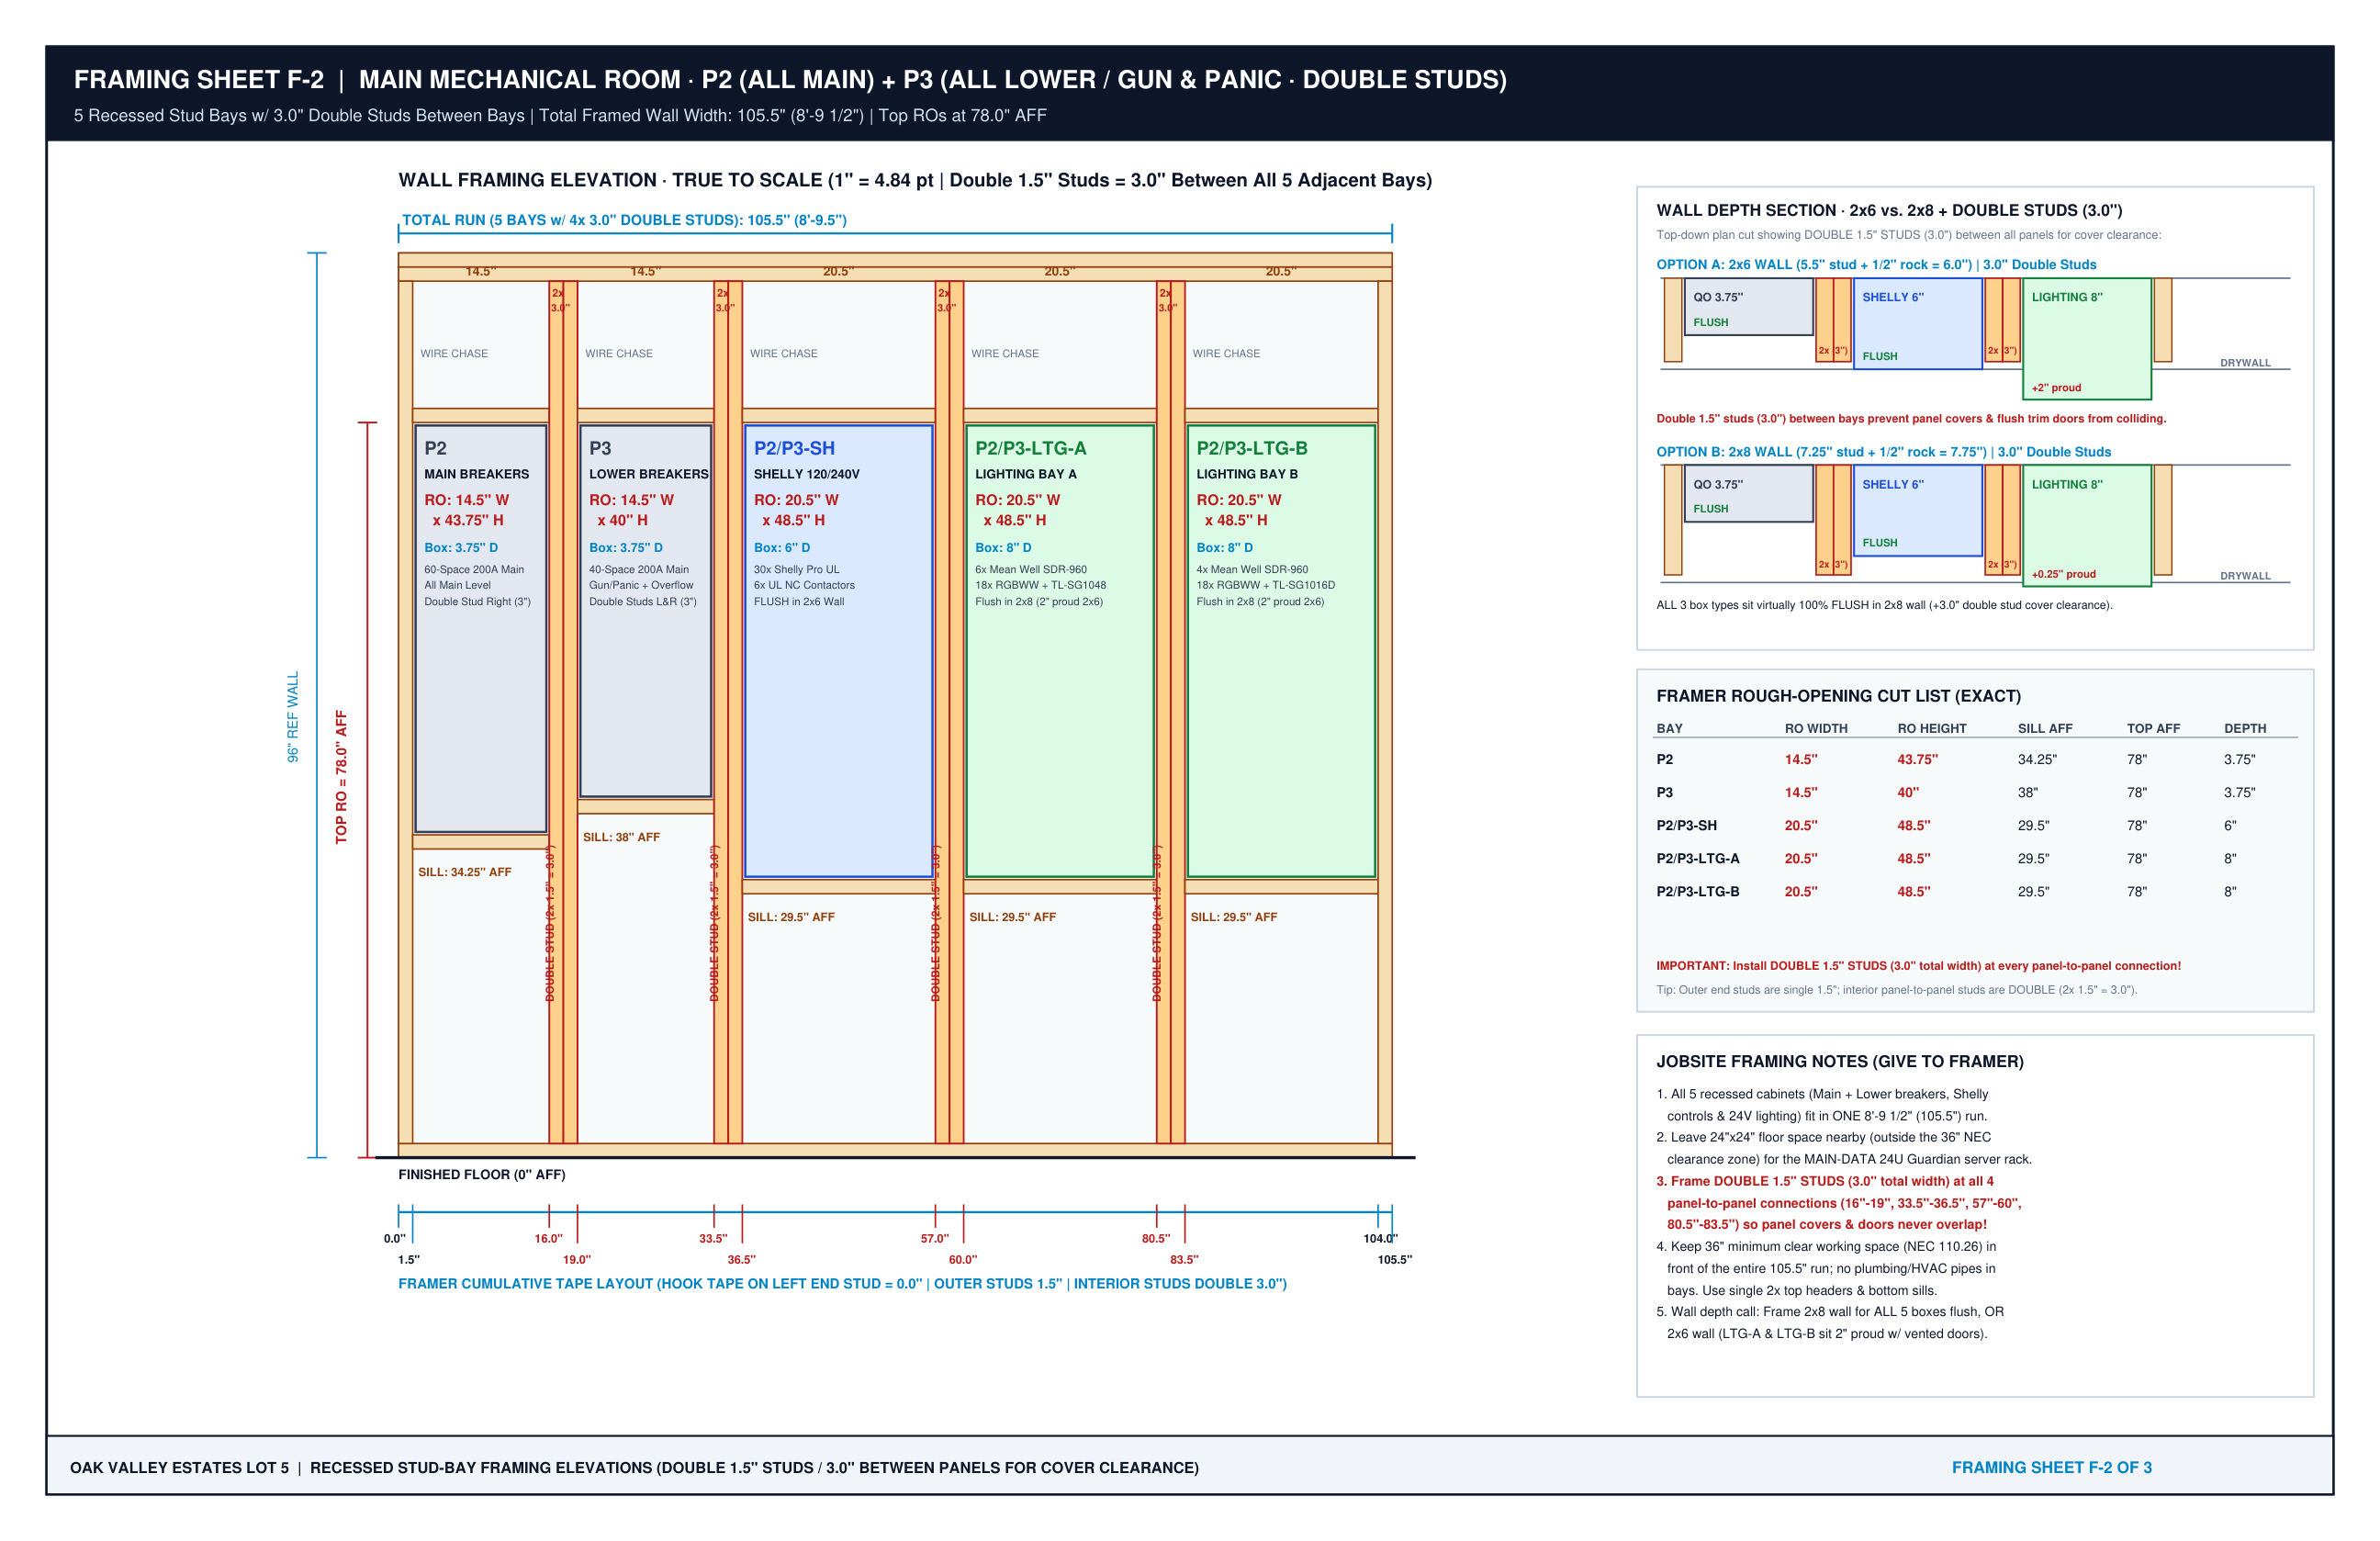 FRAMING SHEET F-2 | MAIN MECHANICAL ROOM · P2 (ALL MAIN) + P3 (ALL LOWER / GUN & PANIC · DOUBLE STUDS)
5 Recessed Stud Bays w/ 3.0" Double Studs Between Bays | Total Framed Wall Width: 105.5" (8'-9 1/2") | Top ROs at 78.0" AFF
WALL FRAMING ELEVATION · TRUE TO SCALE (1" = 4.84 pt | Double 1.5" Studs = 3.0" Between All 5 Adjacent Bays)
TOTAL RUN (5 BAYS w/ 4x 3.0" DOUBLE STUDS): 105.5" (8'-9.5")
14.5" 14.5" 20.5" 20.5" 20.5"
2x 2x 2x 2x
3.0" 3.0" 3.0" 3.0"
WIRE CHASE WIRE CHASE WIRE CHASE WIRE CHASE WIRE CHASE
96" REF WALL
TOP RO = 78.0" AFF
P2
MAIN BREAKERS
RO: 14.5" W
x 43.75" H
Box: 3.75" D
60-Space 200A Main
All Main Level
Double Stud Right (3")
SILL: 34.25" AFF
DOUBLE STUD (2x 1.5" = 3.0")
P3
LOWER BREAKERS
RO: 14.5" W
x 40" H
Box: 3.75" D
40-Space 200A Main
Gun/Panic + Overflow
Double Studs L&R (3")
SILL: 38" AFF
DOUBLE STUD (2x 1.5" = 3.0")
P2/P3-SH
SHELLY 120/240V
RO: 20.5" W
x 48.5" H
Box: 6" D
30x Shelly Pro UL
6x UL NC Contactors
FLUSH in 2x6 Wall
SILL: 29.5" AFF
DOUBLE STUD (2x 1.5" = 3.0")
P2/P3-LTG-A
LIGHTING BAY A
RO: 20.5" W
x 48.5" H
Box: 8" D
6x Mean Well SDR-960
18x RGBWW + TL-SG1048
Flush in 2x8 (2" proud 2x6)
SILL: 29.5" AFF
DOUBLE STUD (2x 1.5" = 3.0")
P2/P3-LTG-B
LIGHTING BAY B
RO: 20.5" W
x 48.5" H
Box: 8" D
4x Mean Well SDR-960
18x RGBWW + TL-SG1016D
Flush in 2x8 (2" proud 2x6)
SILL: 29.5" AFF
FINISHED FLOOR (0" AFF)
0.0" 16.0" 33.5" 57.0" 80.5" 104.0"
1.5" 19.0" 36.5" 60.0" 83.5" 105.5"
FRAMER CUMULATIVE TAPE LAYOUT (HOOK TAPE ON LEFT END STUD = 0.0" | OUTER STUDS 1.5" | INTERIOR STUDS DOUBLE 3.0")
WALL DEPTH SECTION · 2x6 vs. 2x8 + DOUBLE STUDS (3.0")
Top-down plan cut showing DOUBLE 1.5" STUDS (3.0") between all panels for cover clearance:
OPTION A: 2x6 WALL (5.5" stud + 1/2" rock = 6.0") | 3.0" Double Studs
QO 3.75" SHELLY 6" LIGHTING 8"
FLUSH
2x 3") 2x 3")
FLUSH
DRYWALL
+2" proud
Double 1.5" studs (3.0") between bays prevent panel covers & flush trim doors from colliding.
OPTION B: 2x8 WALL (7.25" stud + 1/2" rock = 7.75") | 3.0" Double Studs
QO 3.75" SHELLY 6" LIGHTING 8"
FLUSH
FLUSH
2x 3") 2x 3")
+0.25" proud
DRYWALL
ALL 3 box types sit virtually 100% FLUSH in 2x8 wall (+3.0" double stud cover clearance).
FRAMER ROUGH-OPENING CUT LIST (EXACT)
BAY RO WIDTH RO HEIGHT SILL AFF TOP AFF DEPTH
P2 14.5" 43.75" 34.25" 78" 3.75"
P3 14.5" 40" 38" 78" 3.75"
P2/P3-SH 20.5" 48.5" 29.5" 78" 6"
P2/P3-LTG-A 20.5" 48.5" 29.5" 78" 8"
P2/P3-LTG-B 20.5" 48.5" 29.5" 78" 8"
IMPORTANT: Install DOUBLE 1.5" STUDS (3.0" total width) at every panel-to-panel connection!
Tip: Outer end studs are single 1.5"; interior panel-to-panel studs are DOUBLE (2x 1.5" = 3.0").
JOBSITE FRAMING NOTES (GIVE TO FRAMER)
1. All 5 recessed cabinets (Main + Lower breakers, Shelly
controls & 24V lighting) fit in ONE 8'-9 1/2" (105.5") run.
2. Leave 24"x24" floor space nearby (outside the 36" NEC
clearance zone) for the MAIN-DATA 24U Guardian server rack.
3. Frame DOUBLE 1.5" STUDS (3.0" total width) at all 4
panel-to-panel connections (16"-19", 33.5"-36.5", 57"-60",
80.5"-83.5") so panel covers & doors never overlap!
4. Keep 36" minimum clear working space (NEC 110.26) in
front of the entire 105.5" run; no plumbing/HVAC pipes in
bays. Use single 2x top headers & bottom sills.
5. Wall depth call: Frame 2x8 wall for ALL 5 boxes flush, OR
2x6 wall (LTG-A & LTG-B sit 2" proud w/ vented doors).
OAK VALLEY ESTATES LOT 5 | RECESSED STUD-BAY FRAMING ELEVATIONS (DOUBLE 1.5" STUDS / 3.0" BETWEEN PANELS FOR COVER CLEARANCE)
FRAMING SHEET F-2 OF 3